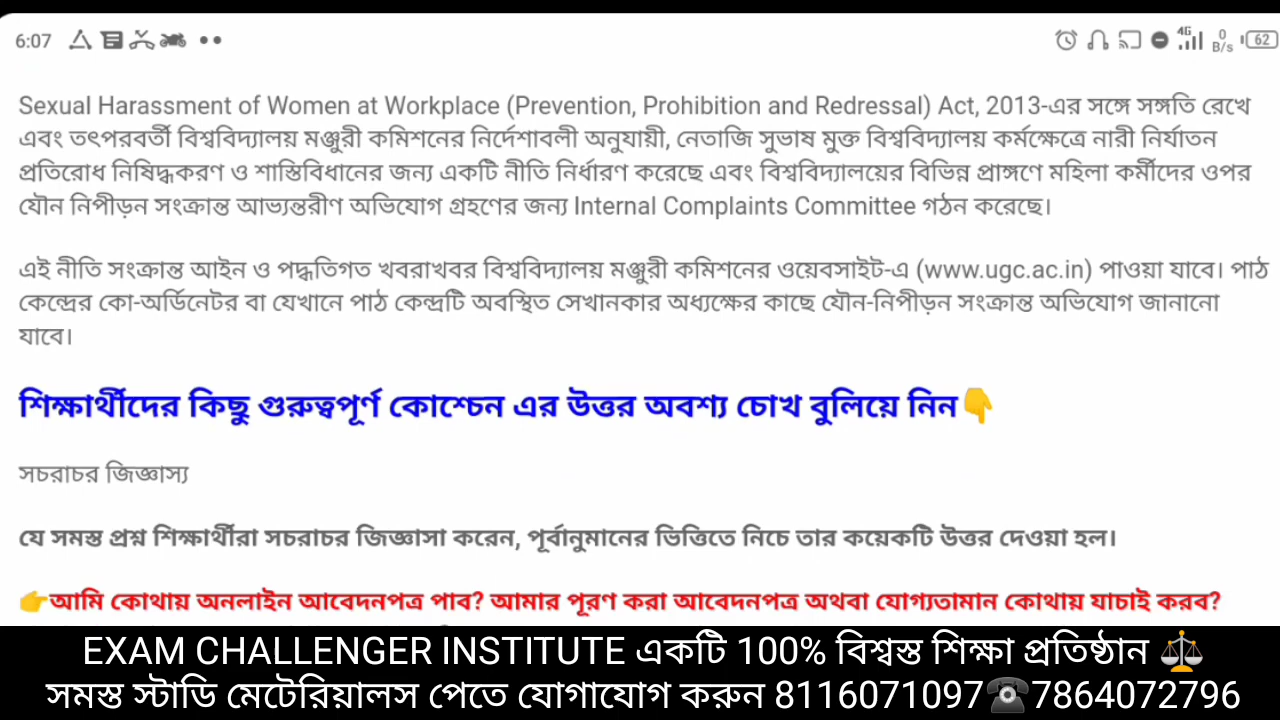 6:07
4G
0
B/s
62
Sexual Harassment of Women at Workplace (Prevention, Prohibition and Redressal) Act, 2013-এর সঙ্গে সঙ্গতি রেখে
এবং তৎপরবর্তী বিশ্ববিদ্যালয় মঞ্জুরী কমিশনের নির্দেশাবলী অনুযায়ী, নেতাজি সুভাষ মুক্ত বিশ্ববিদ্যালয় কর্মক্ষেত্রে নারী নির্যাতন
প্রতিরোধ নিষিদ্ধকরণ ও শাস্তিবিধানের জন্য একটি নীতি নির্ধারণ করেছে এবং বিশ্ববিদ্যালয়ের বিভিন্ন প্রাঙ্গণে মহিলা কর্মীদের ওপর
যৌন নিপীড়ন সংক্রান্ত আভ্যন্তরীণ অভিযোগ গ্রহণের জন্য Internal Complaints Committee গঠন করেছে।
এই নীতি সংক্রান্ত আইন ও পদ্ধতিগত খবরাখবর বিশ্ববিদ্যালয় মঞ্জুরী কমিশনের ওয়েবসাইট-এ (www.ugc.ac.in) পাওয়া যাবে। পাঠ
কেন্দ্রের কো-অর্ডিনেটর বা যেখানে পাঠ কেন্দ্রটি অবস্থিত সেখানকার অধ্যক্ষের কাছে যৌন-নিপীড়ন সংক্রান্ত অভিযোগ জানানো
যাবে।
শিক্ষার্থীদের কিছু গুরুত্বপূর্ণ কোশ্চেন এর উত্তর অবশ্য চোখ বুলিয়ে নিন👇
সচরাচর জিজ্ঞাস্য
যে সমস্ত প্রশ্ন শিক্ষার্থীরা সচরাচর জিজ্ঞাসা করেন, পূর্বানুমানের ভিত্তিতে নিচে তার কয়েকটি উত্তর দেওয়া হল।
👉আমি কোথায় অনলাইন আবেদনপত্র পাব? আমার পূরণ করা আবেদনপত্র অথবা যোগ্যতামান কোথায় যাচাই করব?
EXAM CHALLENGER INSTITUTE একটি 100% বিশ্বস্ত শিক্ষা প্রতিষ্ঠান ⚖️
সমস্ত স্টাডি মেটেরিয়ালস পেতে যোগাযোগ করুন 8116071097☎️7864072796